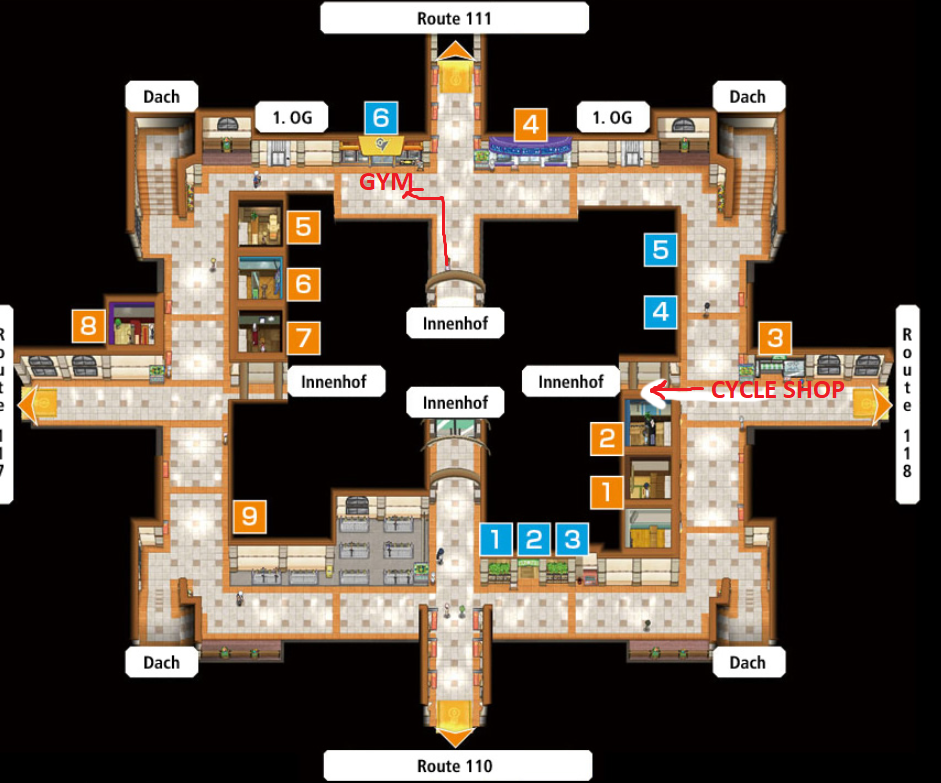 Route 111
Dach
Dach
1. OG
6
4
1. OG
GYM
5
5
6
4
8
7
3
Innenhof
Route 117
Innenhof
Innenhof
CYCLE SHOP
Route 118
Innenhof
2
1
9
1 2 3
Dach
Dach
Route 110